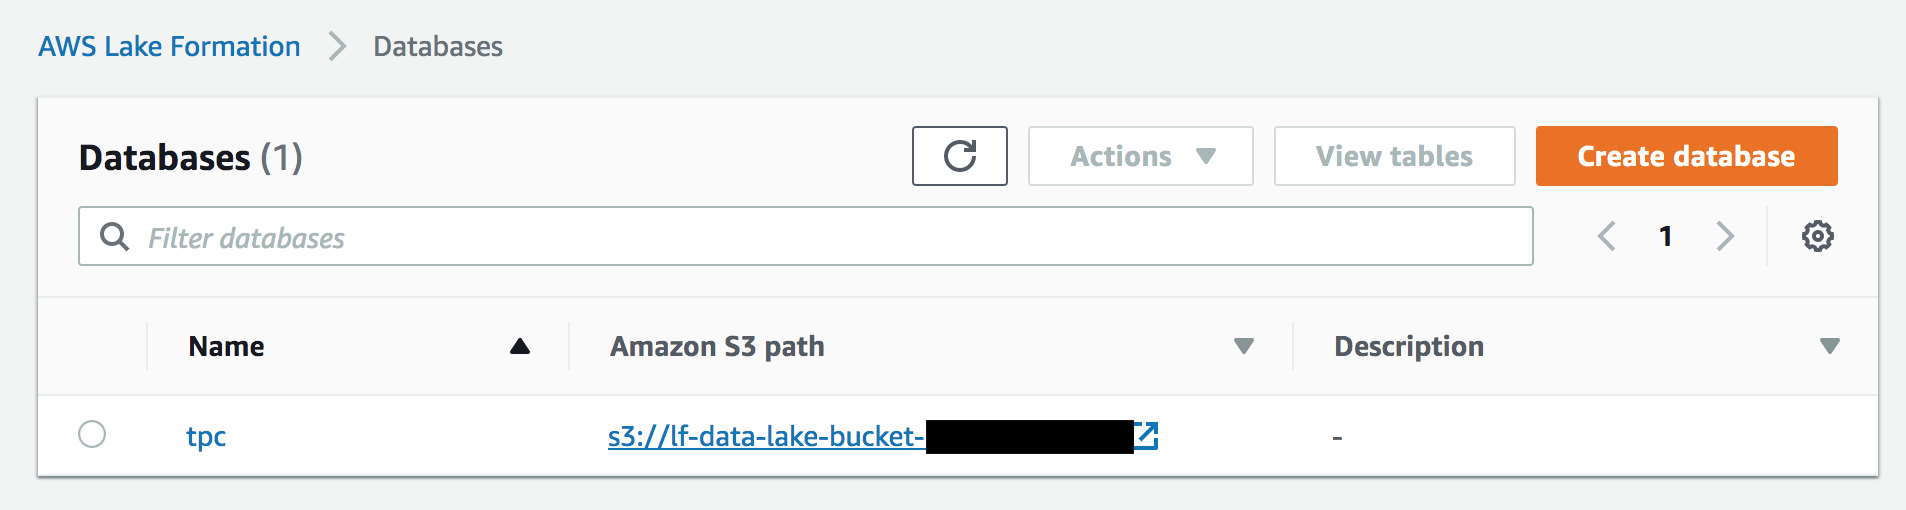 AWS Lake Formation > Databases
Databases (1)
Actions
View tables
Create database
Filter databases
1
Name
Amazon S3 path
Description
tpc
s3://lf-data-lake-bucket-
-